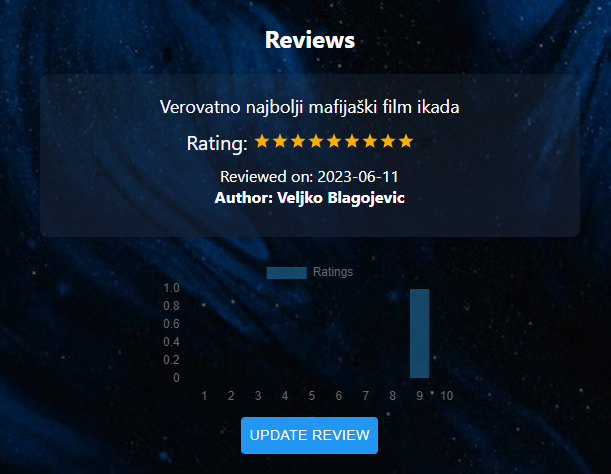 Reviews
Verovatno najbolji mafijaški film ikada
Rating: ★★★★★★★★★
Reviewed on: 2023-06-11
Author: Veljko Blagojevic
Ratings
1.0
0.8
0.6
0.4
0.2
0
1 2 3 4 5 6 7 8 9 10
UPDATE REVIEW